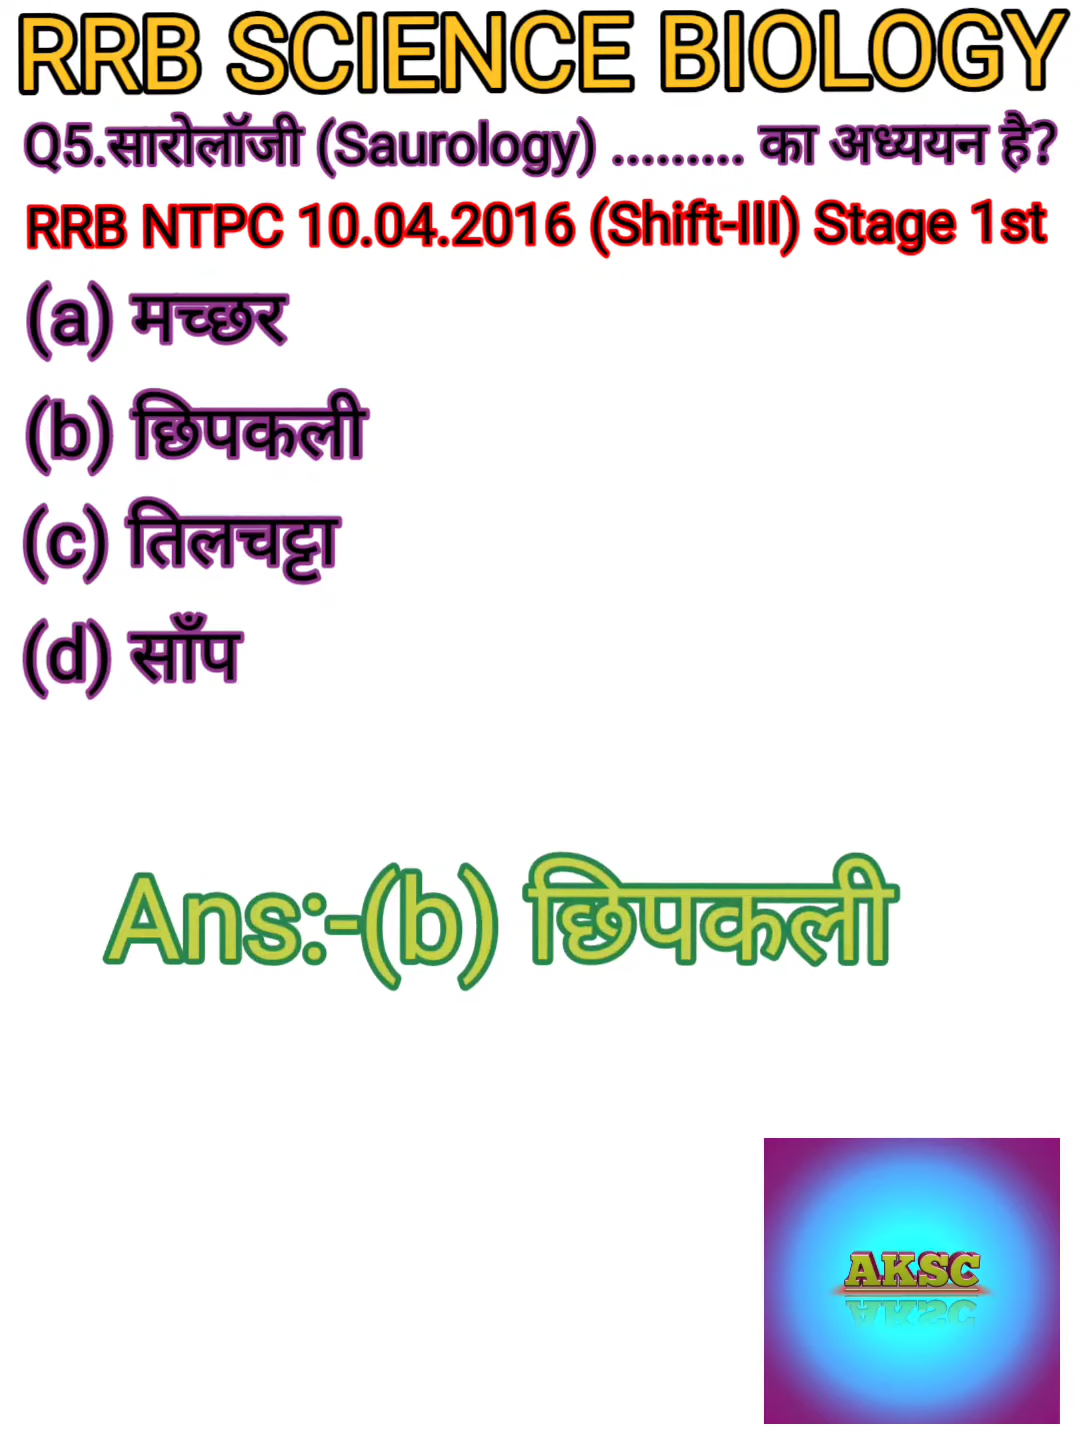 RRB SCIENCE BIOLOGY
Q5.सारोलॉजी (Saurology) ......... का अध्ययन है?
RRB NTPC 10.04.2016 (Shift-III) Stage 1st
(a) मच्छर
(b) छिपकली
(c) तिलचट्टा
(d) साँप
Ans:-(b) छिपकली
AKSC